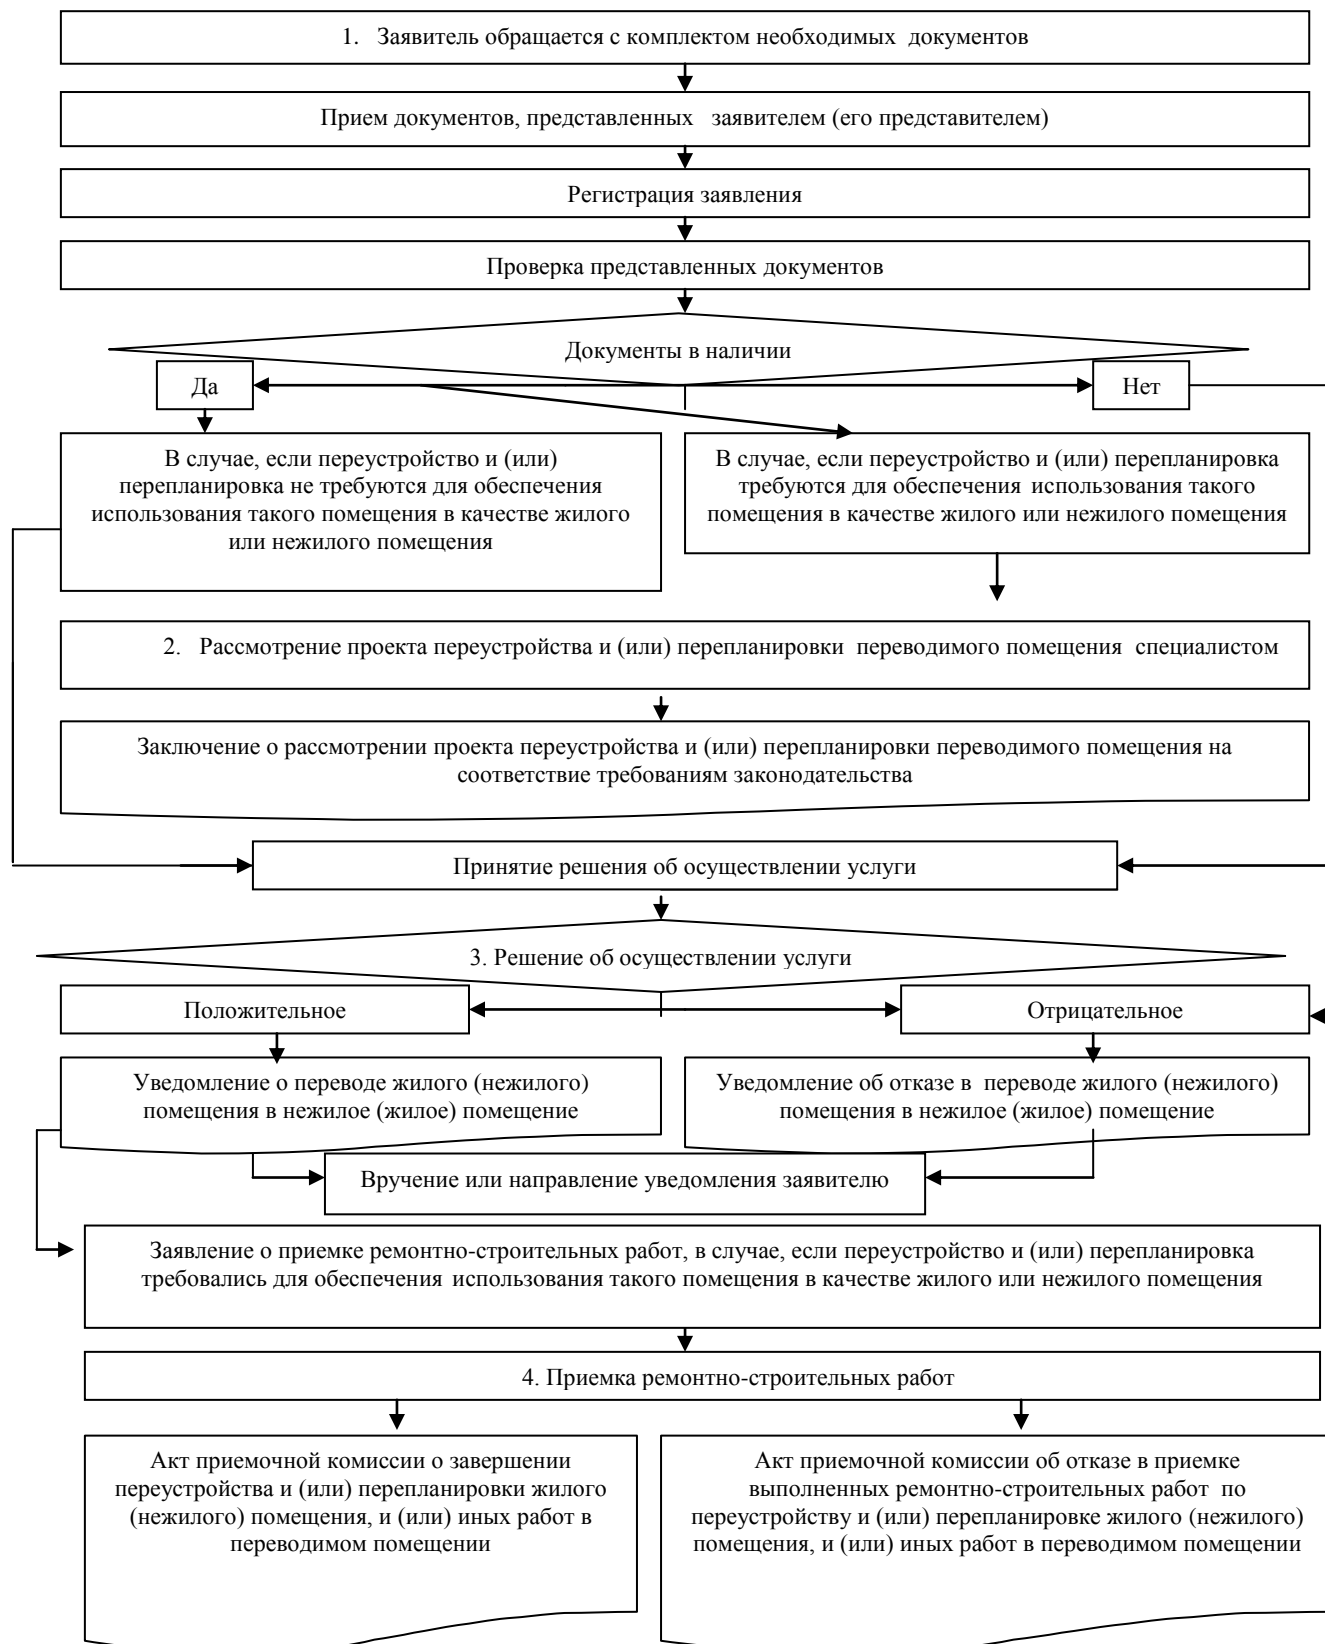 1. Заявитель обращается с комплектом необходимых документов
Прием документов, представленных заявителем (его представителем)
Регистрация заявления
Проверка представленных документов
Документы в наличии
Да
Нет
В случае, если переустройство и (или)
перепланировка не требуются для обеспечения
использования такого помещения в качестве жилого
или нежилого помещения
В случае, если переустройство и (или) перепланировка
требуются для обеспечения использования такого
помещения в качестве жилого или нежилого помещения
2. Рассмотрение проекта переустройства и (или) перепланировки переводимого помещения специалистом
Заключение о рассмотрении проекта переустройства и (или) перепланировки переводимого помещения на
соответствие требованиям законодательства
Принятие решения об осуществлении услуги
3. Решение об осуществлении услуги
Положительное
Отрицательное
Уведомление о переводе жилого (нежилого)
помещения в нежилое (жилое) помещение
Уведомление об отказе в переводе жилого (нежилого)
помещения в нежилое (жилое) помещение
Вручение или направление уведомления заявителю
Заявление о приемке ремонтно-строительных работ, в случае, если переустройство и (или) перепланировка
требовались для обеспечения использования такого помещения в качестве жилого или нежилого помещения
4. Приемка ремонтно-строительных работ
Акт приемочной комиссии о завершении
переустройства и (или) перепланировки жилого
(нежилого) помещения, и (или) иных работ в
переводимом помещении
Акт приемочной комиссии об отказе в приемке
выполненных ремонтно-строительных работ по
переустройству и (или) перепланировке жилого (нежилого)
помещения, и (или) иных работ в переводимом помещении